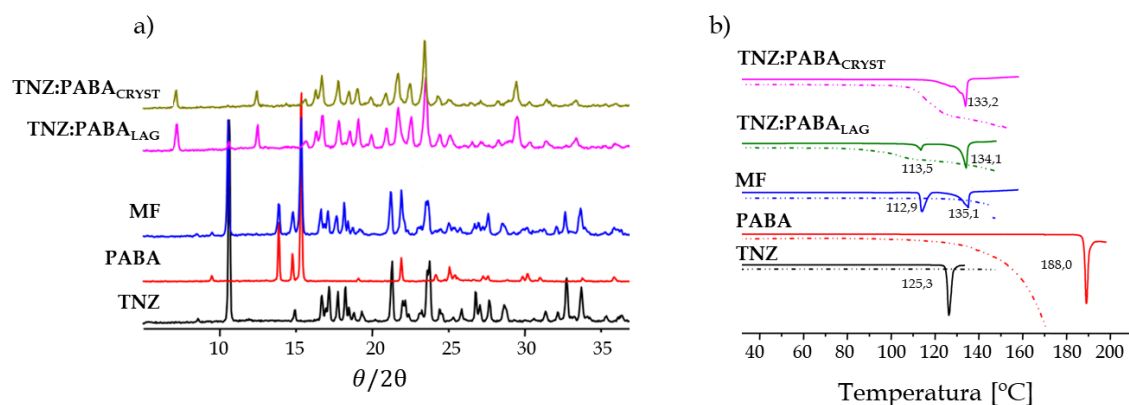 a)
TNZ:PABACRYST
TNZ:PABALAG
MF
PABA
TNZ
10
15
20
25
30
35
θ/2θ
b)
TNZ:PABACRYST
133,2
TNZ:PABALAG
113,5
134,1
MF
112,9
135,1
PABA
188,0
TNZ
125,3
40
60
80
100
120
140
160
180
200
Temperatura [ºC]